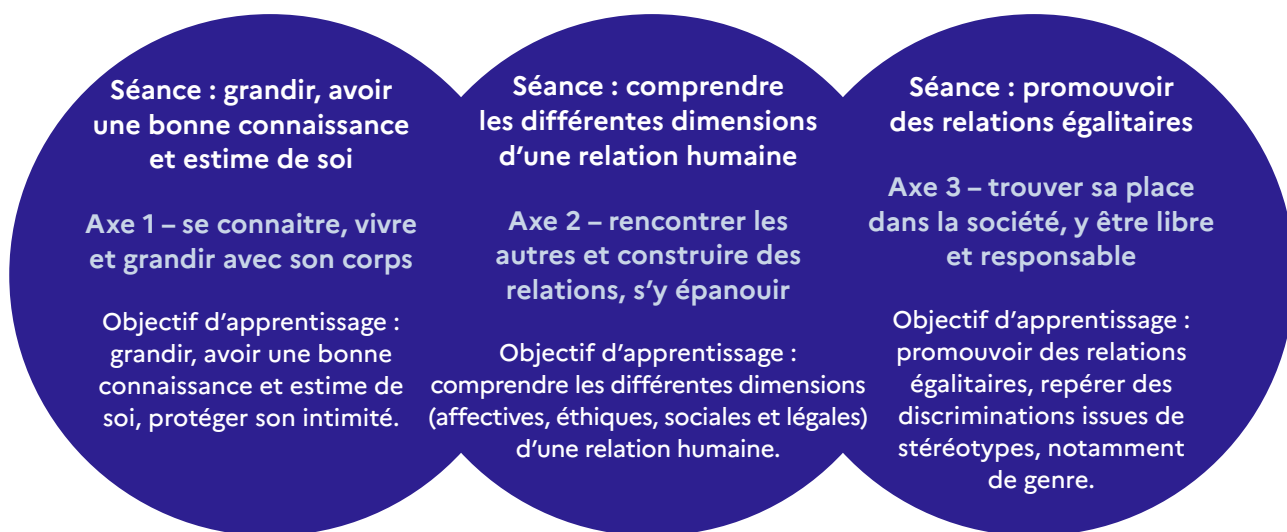 Séance : grandir, avoir
une bonne connaissance
et estime de soi
Axe 1 – se connaitre, vivre
et grandir avec son corps
Objectif d’apprentissage :
grandir, avoir une bonne
connaissance et estime de
soi, protéger son intimité.
Séance : comprendre
les différentes dimensions
d’une relation humaine
Axe 2 – rencontrer les
autres et construire des
relations, s’y épanouir
Objectif d’apprentissage :
comprendre les différentes dimensions
(affectives, éthiques, sociales et légales)
d’une relation humaine.
Séance : promouvoir
des relations égalitaires
Axe 3 – trouver sa place
dans la société, y être libre
et responsable
Objectif d’apprentissage :
promouvoir des relations
égalitaires, repérer des
discriminations issues de
stéréotypes, notamment
de genre.